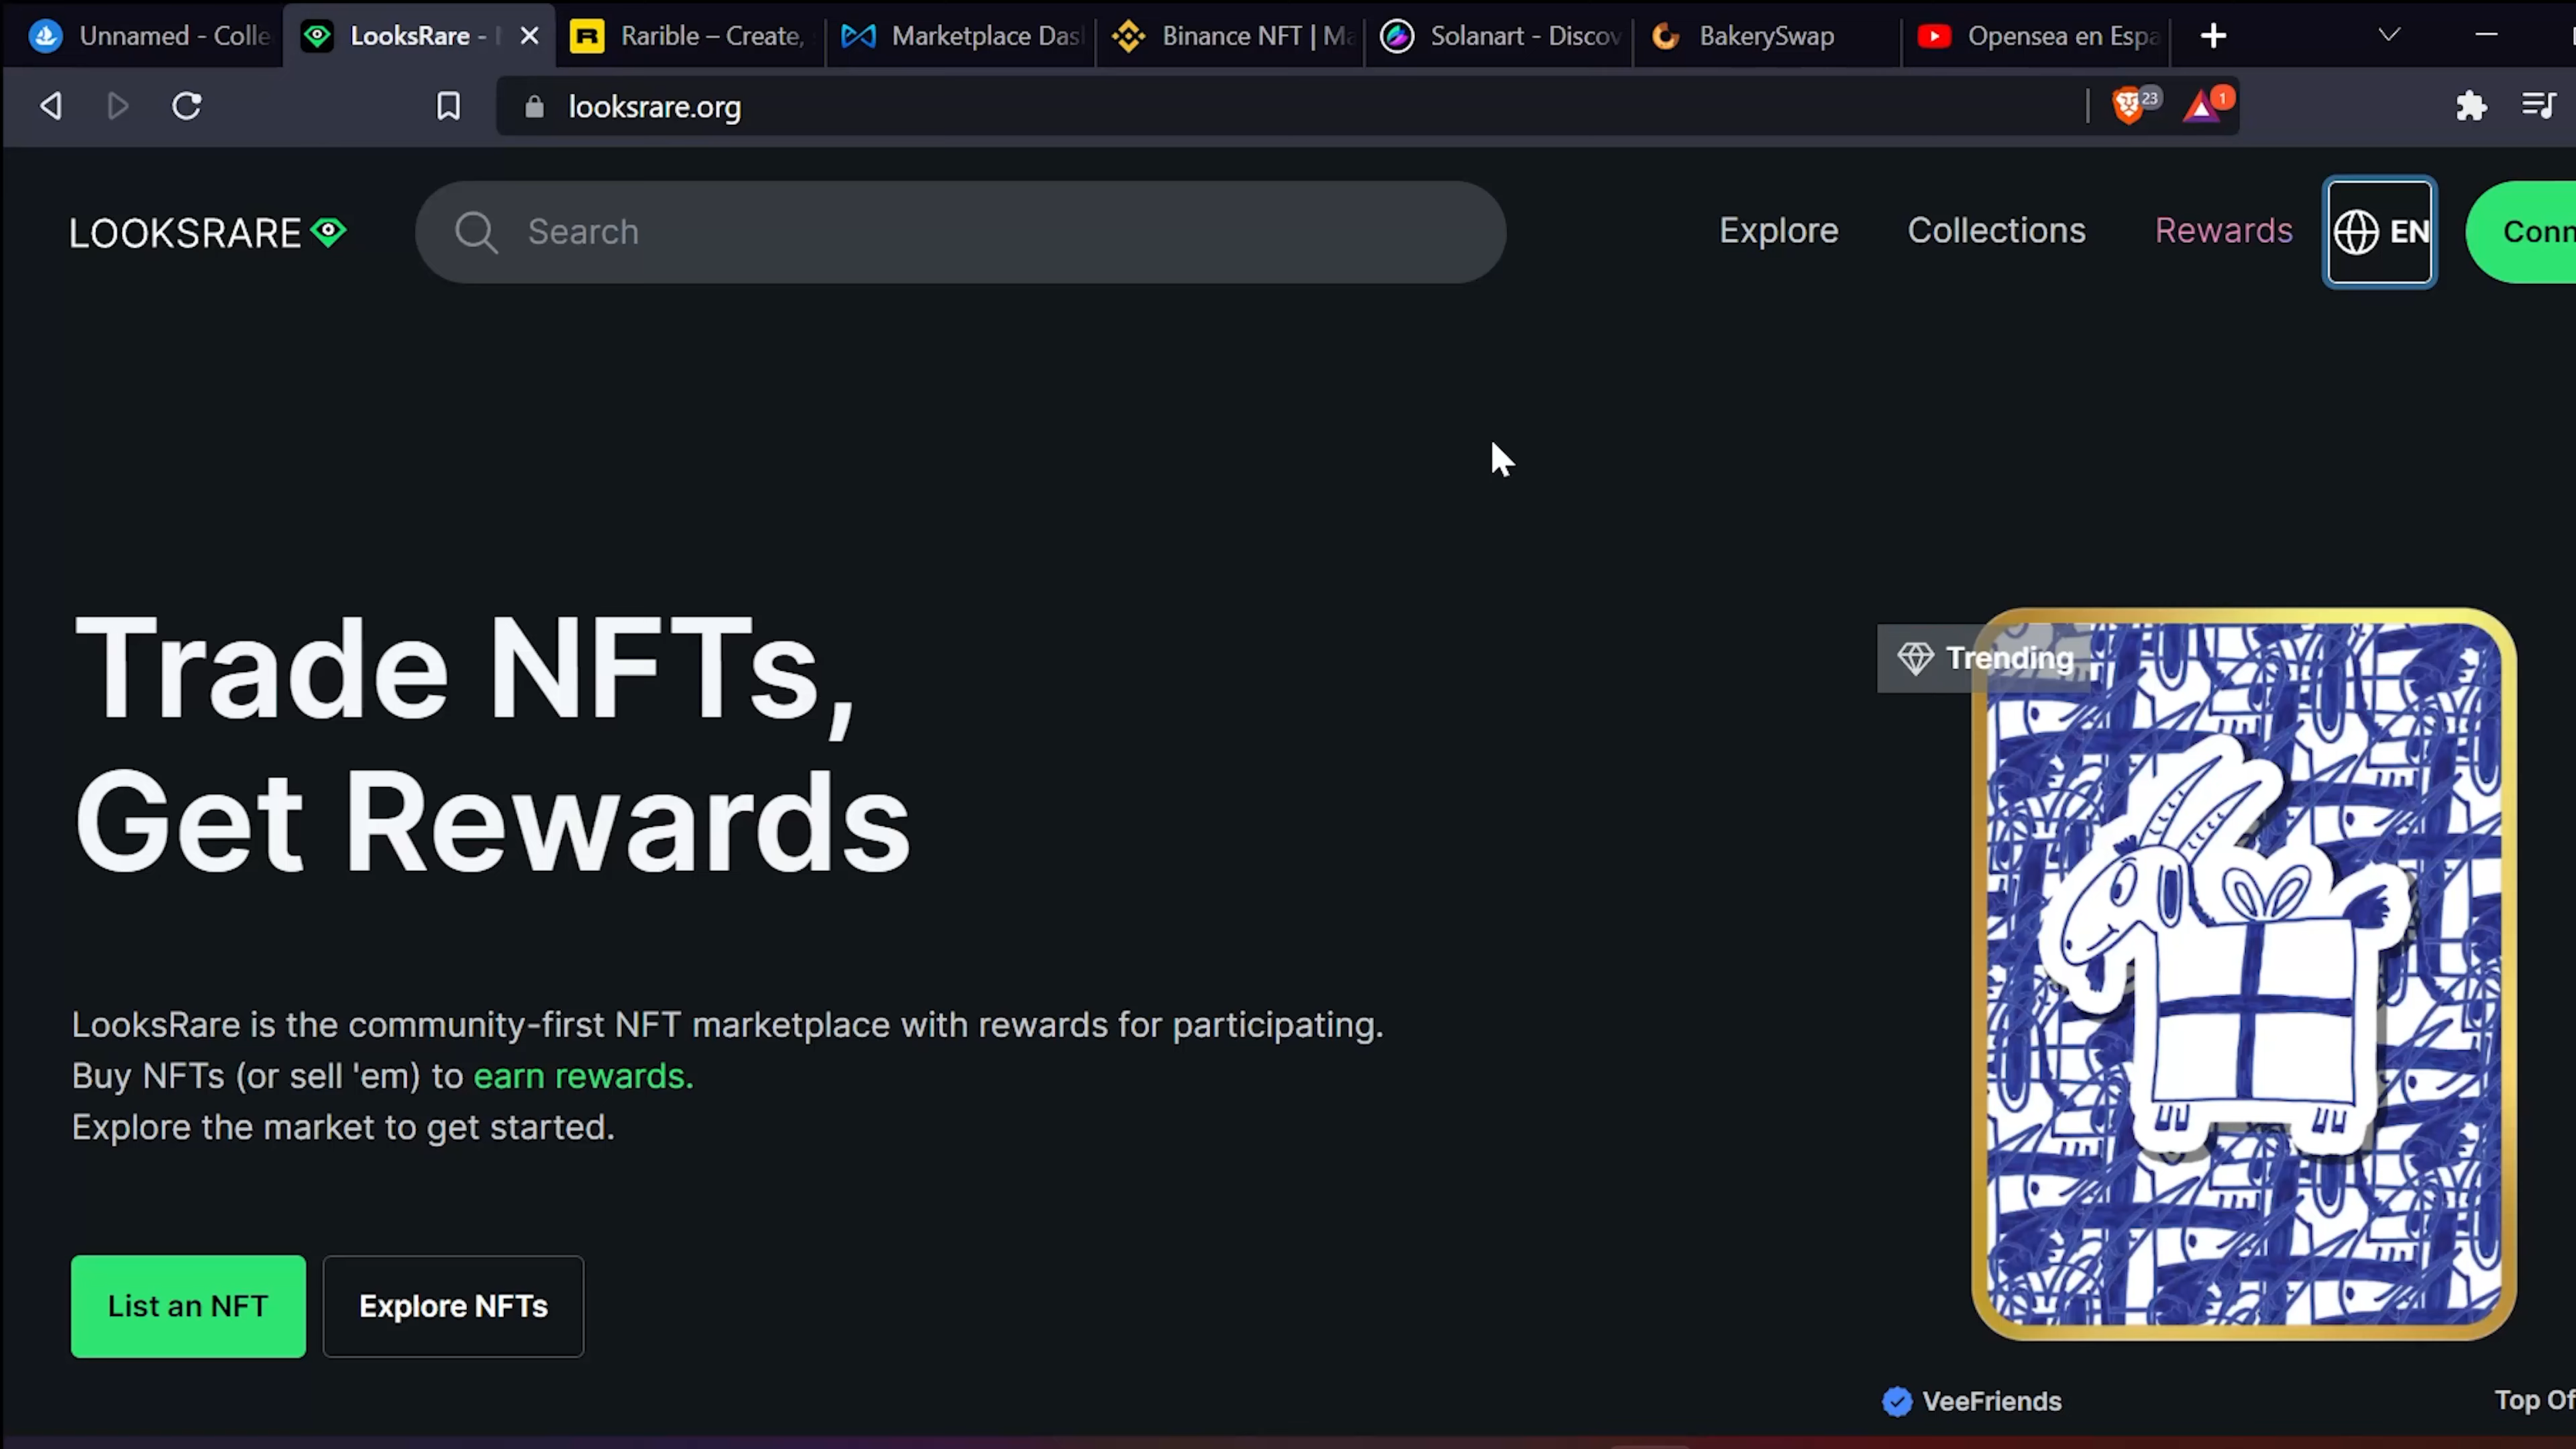 Unnamed - Colle
LooksRare -
Rarible – Create,
Marketplace Das
Binance NFT | Ma
Solanart - Discov
BakerySwap
Opensea en Espa
looksrare.org
23
1
LOOKSRARE
Search
Explore
Collections
Rewards
EN
Conn
Trade NFTs,
Get Rewards
Trending
LooksRare is the community-first NFT marketplace with rewards for participating.
Buy NFTs (or sell 'em) to earn rewards.
Explore the market to get started.
List an NFT
Explore NFTs
VeeFriends
Top Of